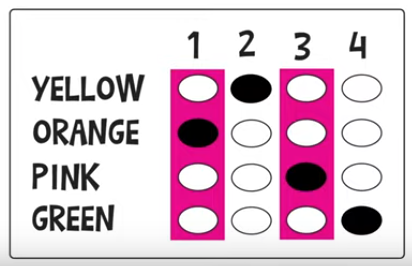 1 2 3 4
YELLOW
ORANGE
PINK
GREEN